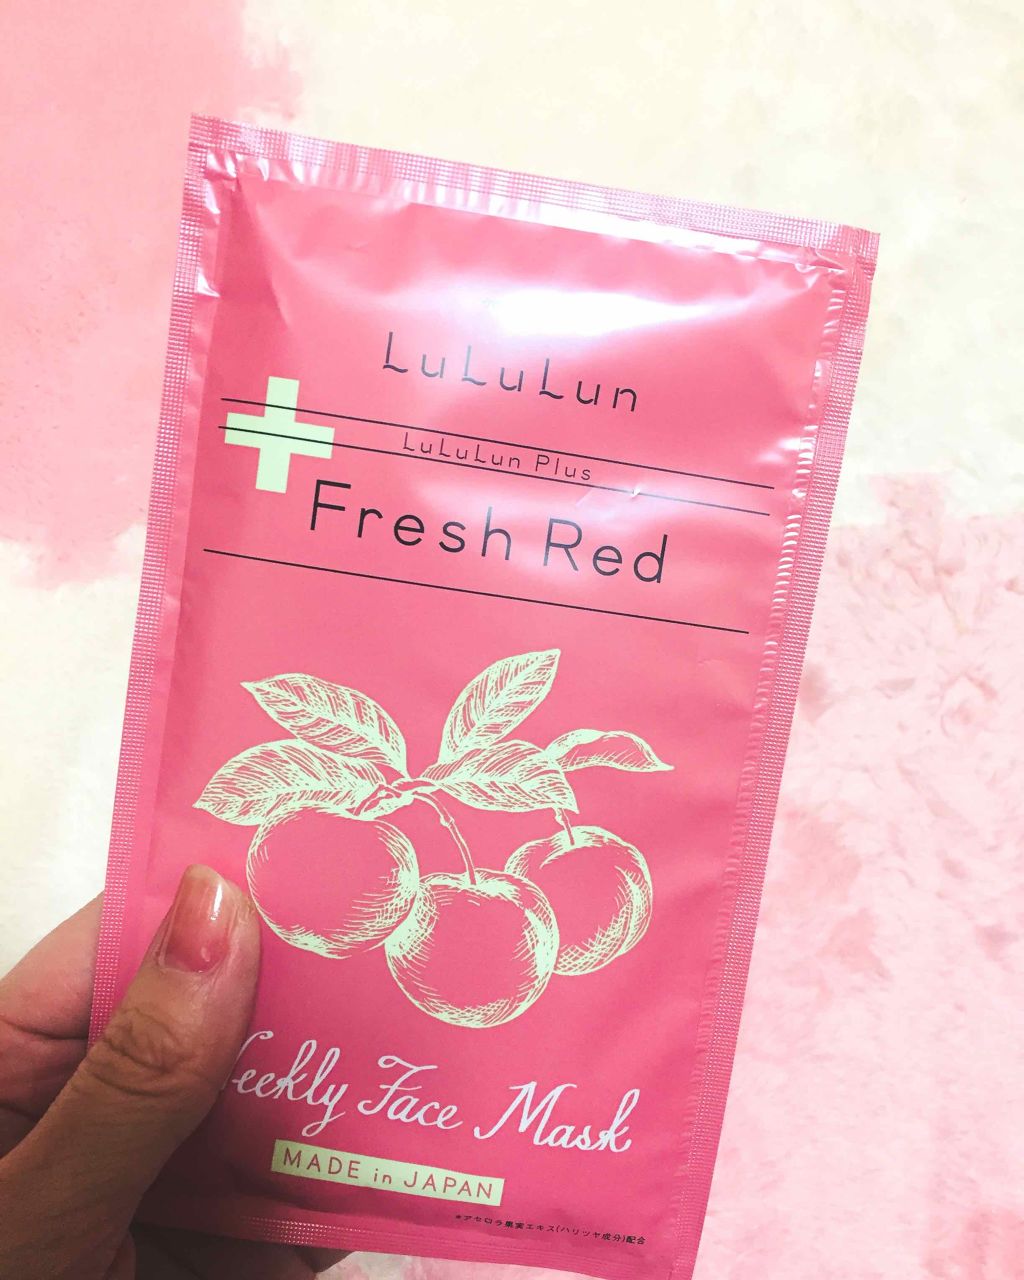 LuLuLun
LuLuLun Plus
Fresh Red
Weekly Face Mask
MADE in JAPAN
*アセロラ果実エキス(ハリツヤ成分)配合